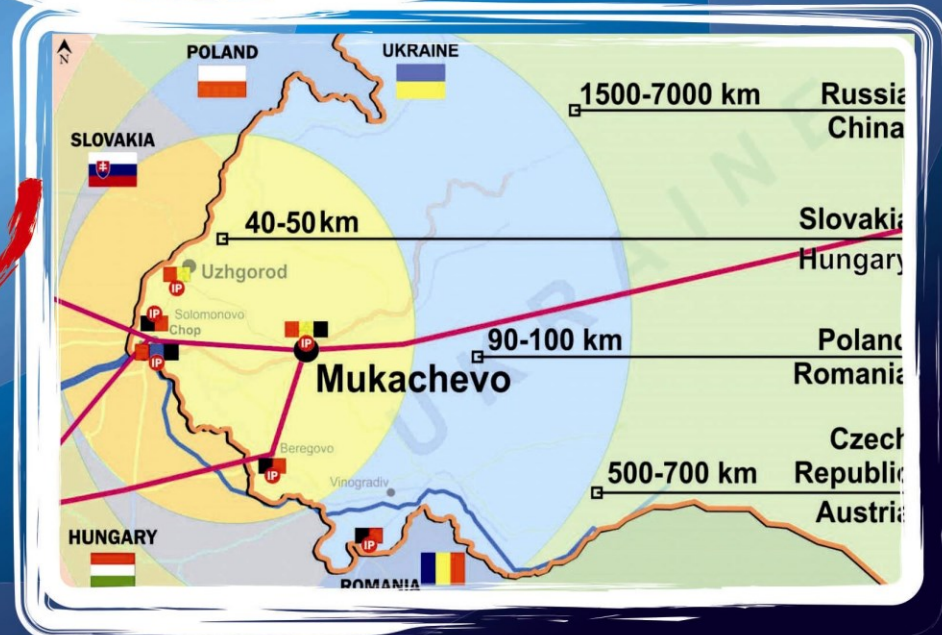 N
POLAND
UKRAINE
1500-7000 km
Russia
China
SLOVAKIA
40-50 km
Slovakia
Hungary
Uzhgorod
IP
IP
Solomonovo
Chop
IP
IP
90-100 km
Poland
Romania
Mukachevo
UKRAINE
Beregovo
IP
Vinogradiv
500-700 km
Czech
Republic
Austria
HUNGARY
IP
ROMANIA